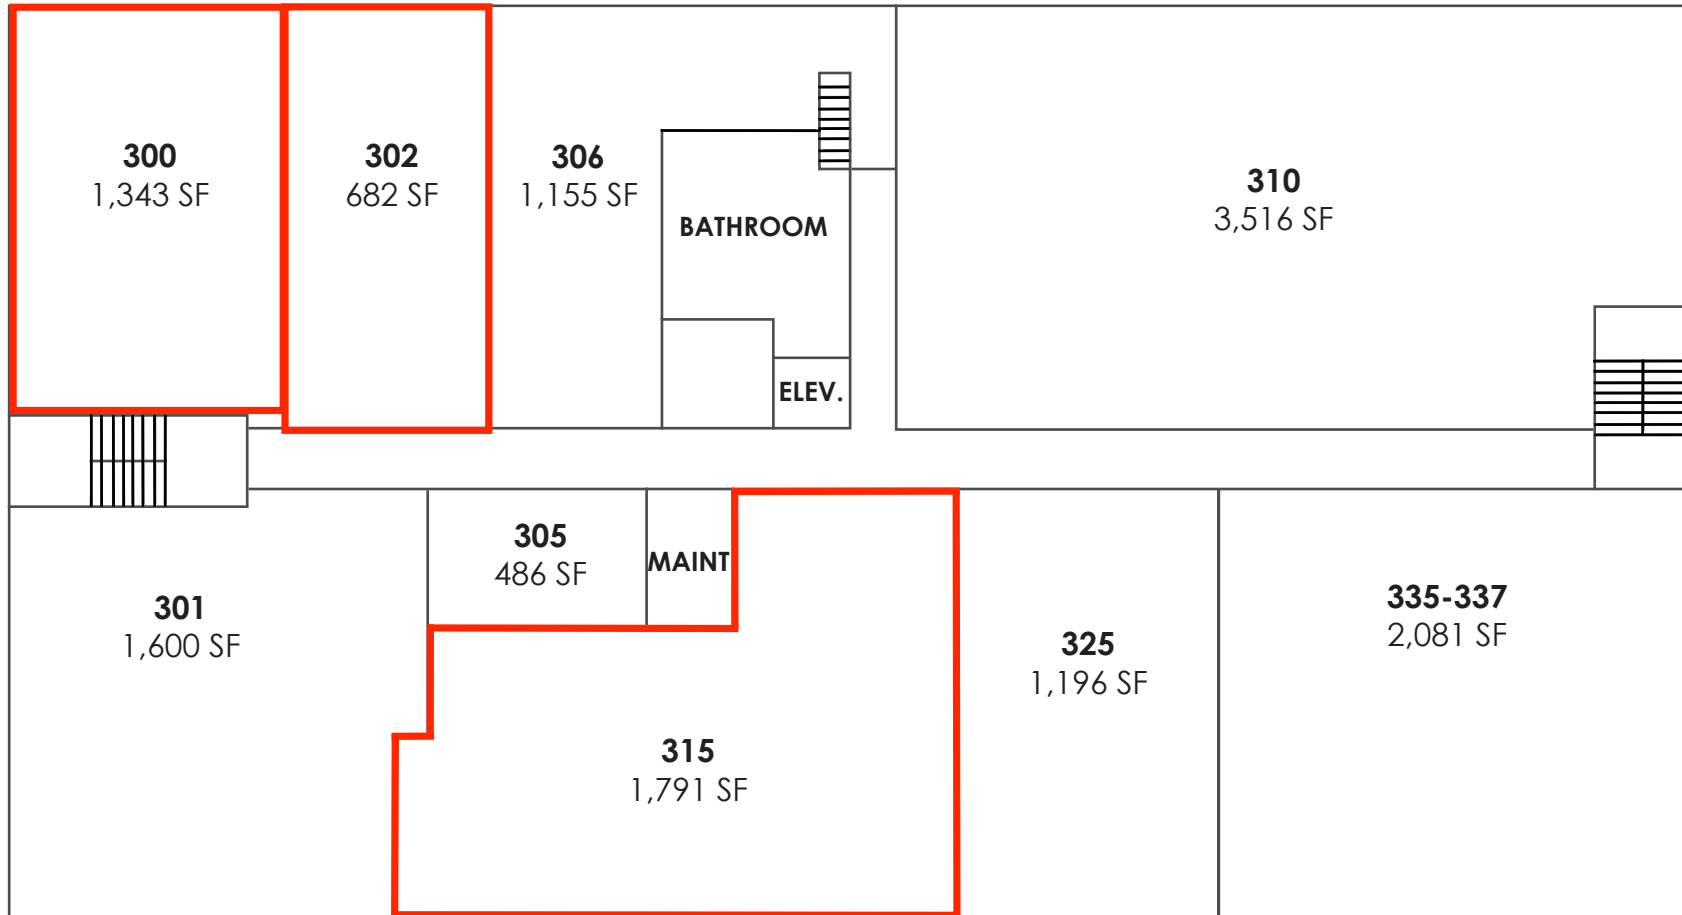 300
1,343 SF
302
682 SF
306
1,155 SF
BATHROOM
ELEV.
310
3,516 SF
301
1,600 SF
305
486 SF
MAINT
315
1,791 SF
325
1,196 SF
335-337
2,081 SF